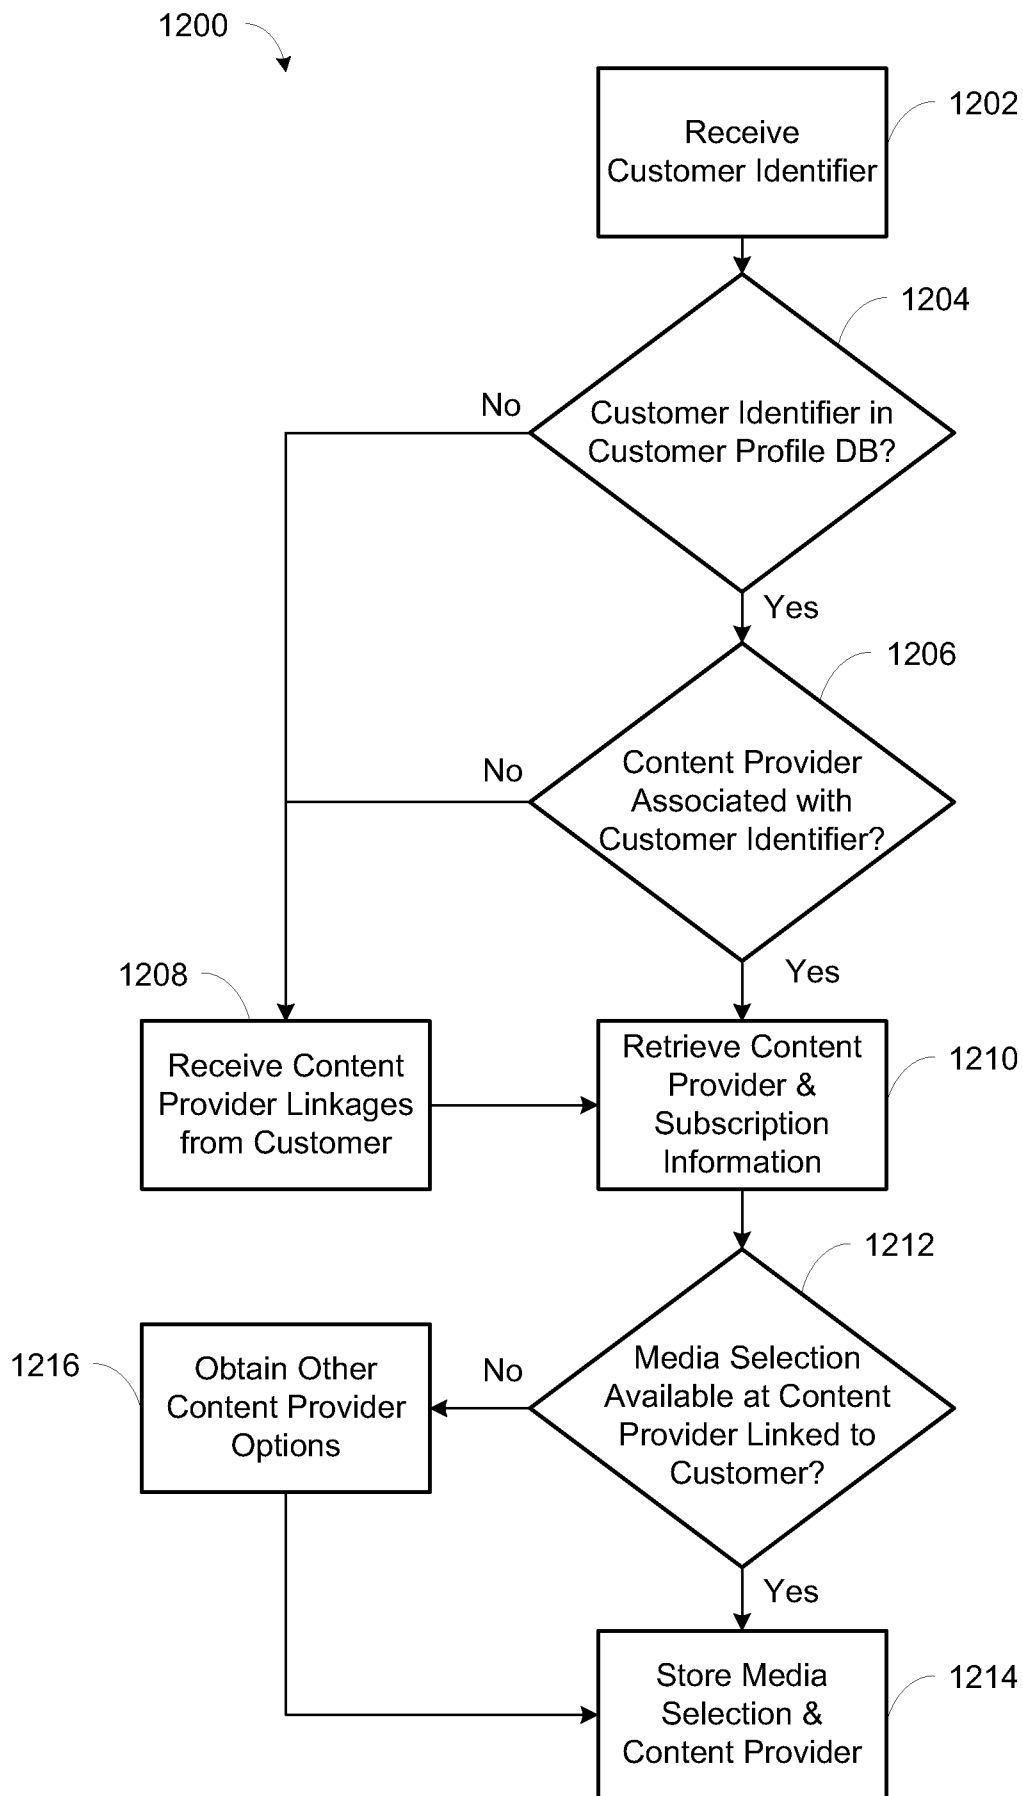 1200
1202
Receive
Customer Identifier
1204
No
Customer Identifier in
Customer Profile DB?
Yes
1206
No
Content Provider
Associated with
Customer Identifier?
Yes
1208
Receive Content
Provider Linkages
from Customer
Retrieve Content
Provider &
Subscription
Information
1210
1212
1216
Obtain Other
Content Provider
Options
No
Media Selection
Available at Content
Provider Linked to
Customer?
Yes
Store Media
Selection &
Content Provider
1214